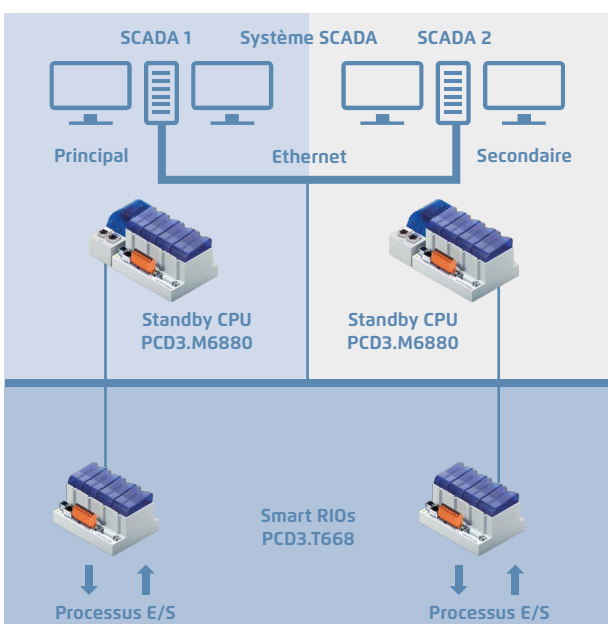 SCADA 1 Système SCADA SCADA 2
Principal Ethernet Secondaire
Standby CPU
PCD3.M6880
Standby CPU
PCD3.M6880
Smart RIOs
PCD3.T668
Processus E/S Processus E/S